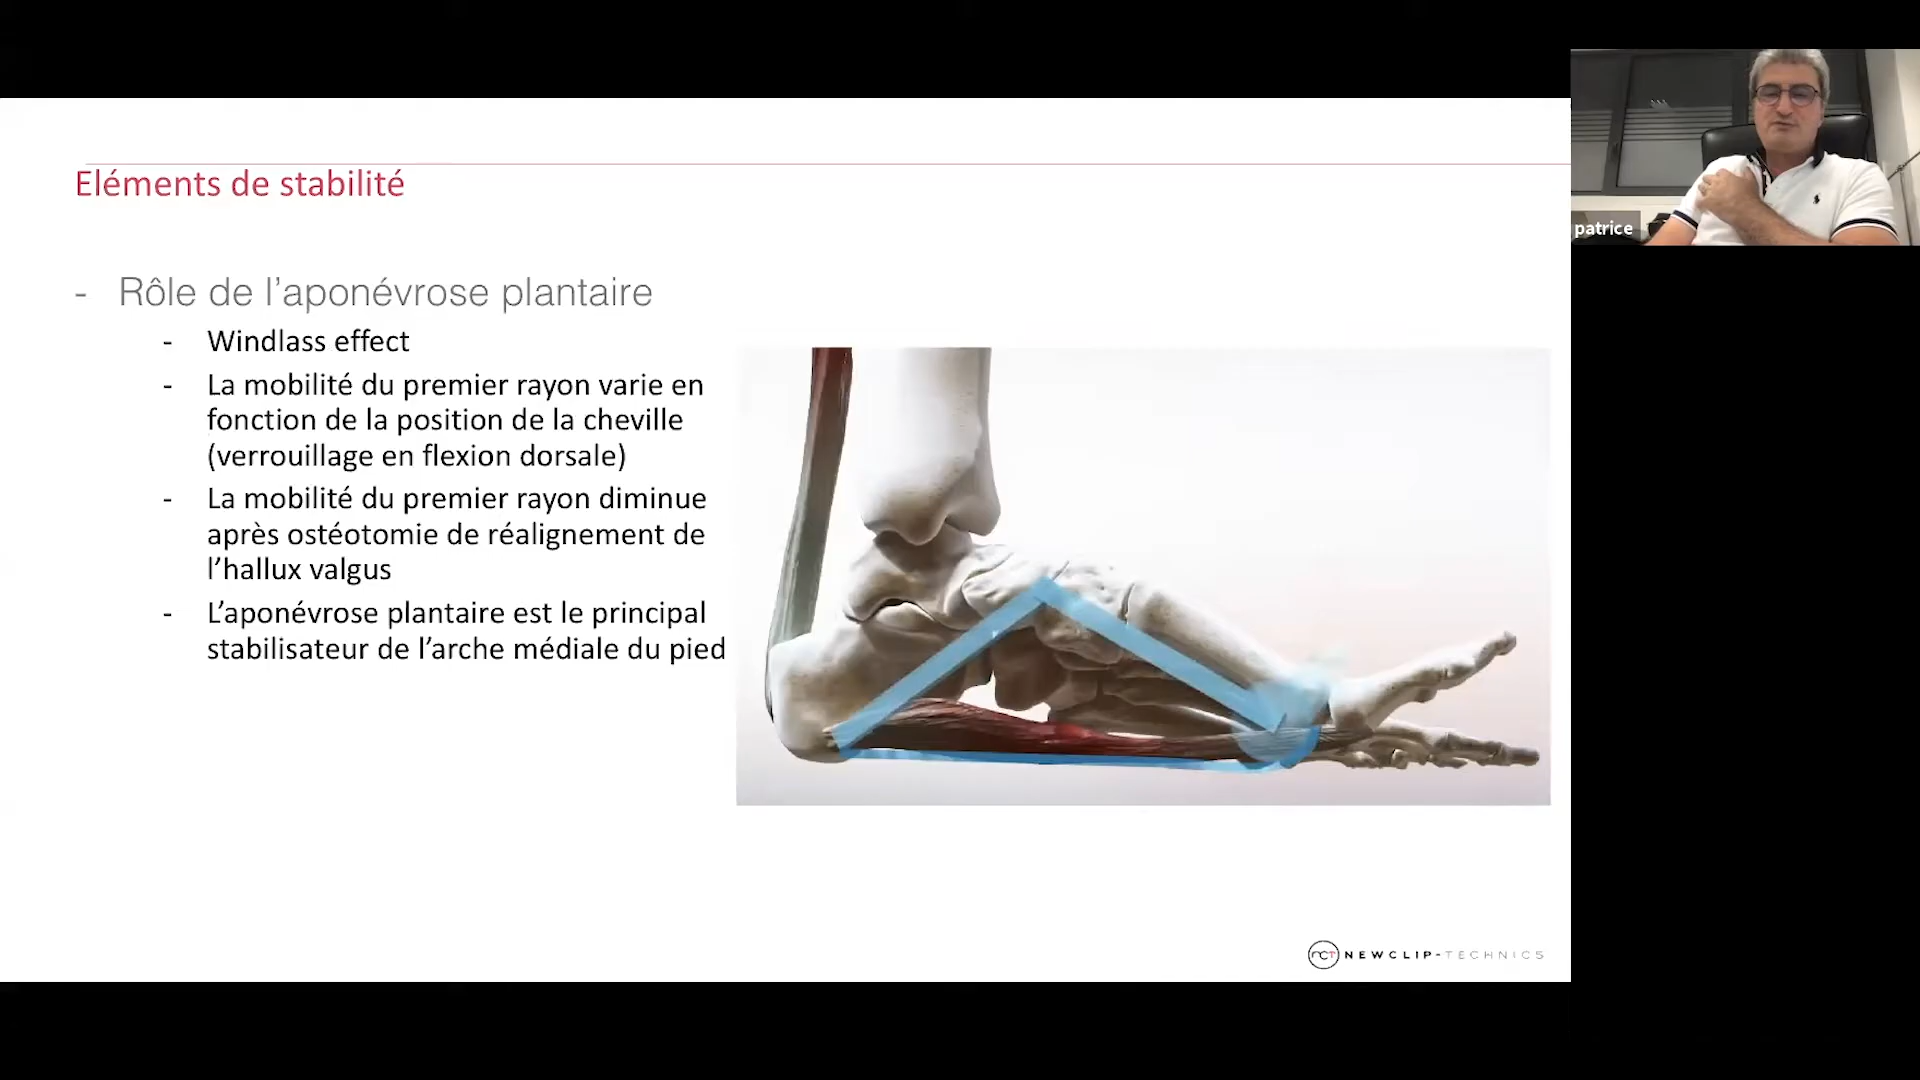 Eléments de stabilité
- Rôle de l’aponévrose plantaire
- Windlass effect
- La mobilité du premier rayon varie en
fonction de la position de la cheville
(verrouillage en flexion dorsale)
- La mobilité du premier rayon diminue
après ostéotomie de réalignement de
l’hallux valgus
- L’aponévrose plantaire est le principal
stabilisateur de l’arche médiale du pied
NCT NEWCLIP-TECHNICS
patrice